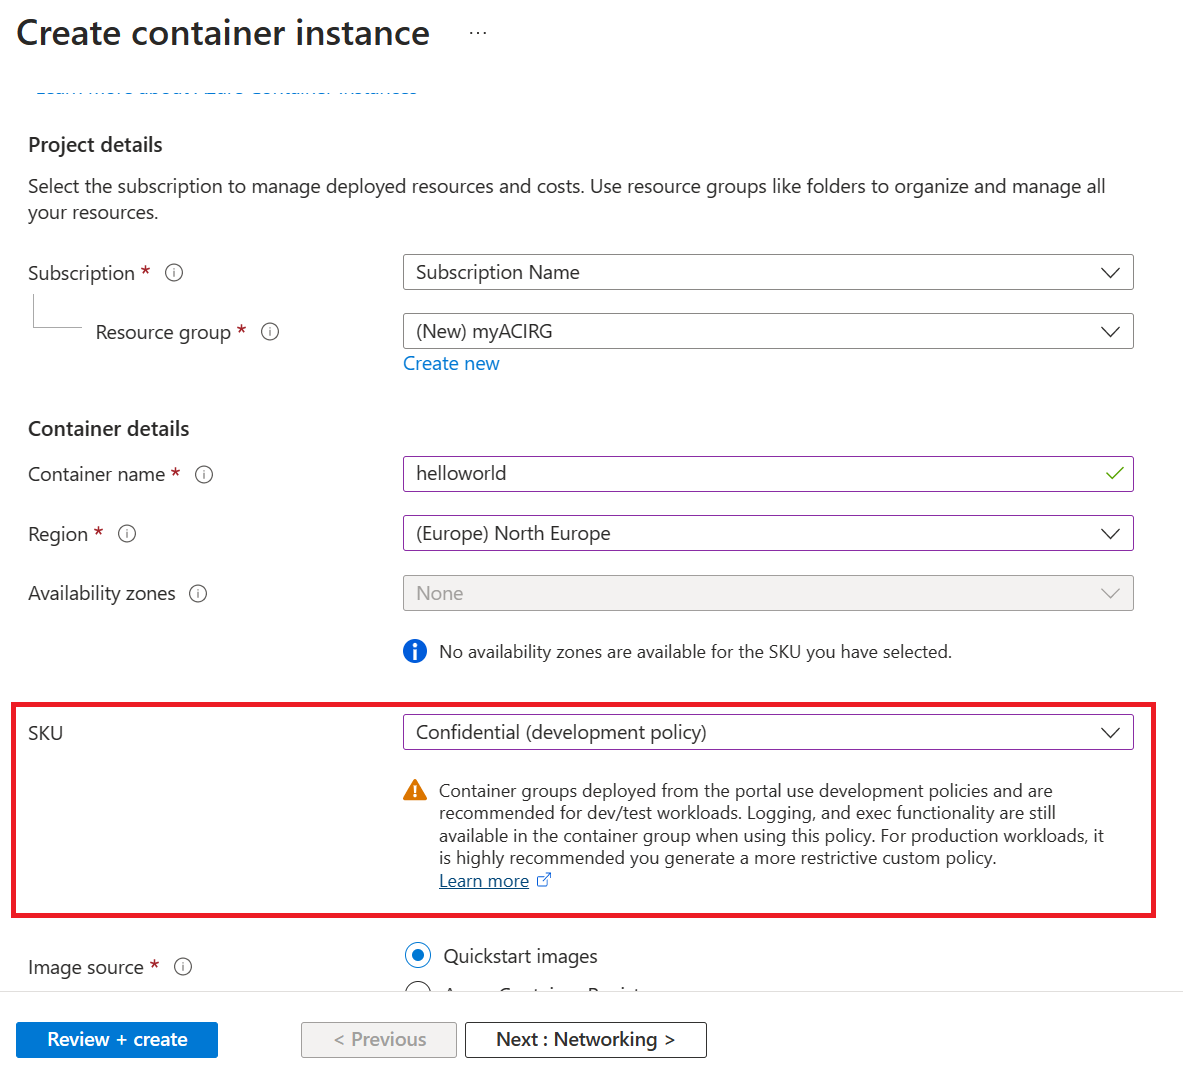 Create container instance ...
Project details
Select the subscription to manage deployed resources and costs. Use resource groups like folders to organize and manage all
your resources.
Subscription *
Subscription Name
Resource group *
(New) myACIRG
Create new
Container details
Container name *
helloworld
Region *
(Europe) North Europe
Availability zones
None
No availability zones are available for the SKU you have selected.
SKU
Confidential (development policy)
Container groups deployed from the portal use development policies and are
recommended for dev/test workloads. Logging, and exec functionality are still
available in the container group when using this policy. For production workloads, it
is highly recommended you generate a more restrictive custom policy.
Learn more
Image source *
Quickstart images
Review + create
< Previous
Next : Networking >